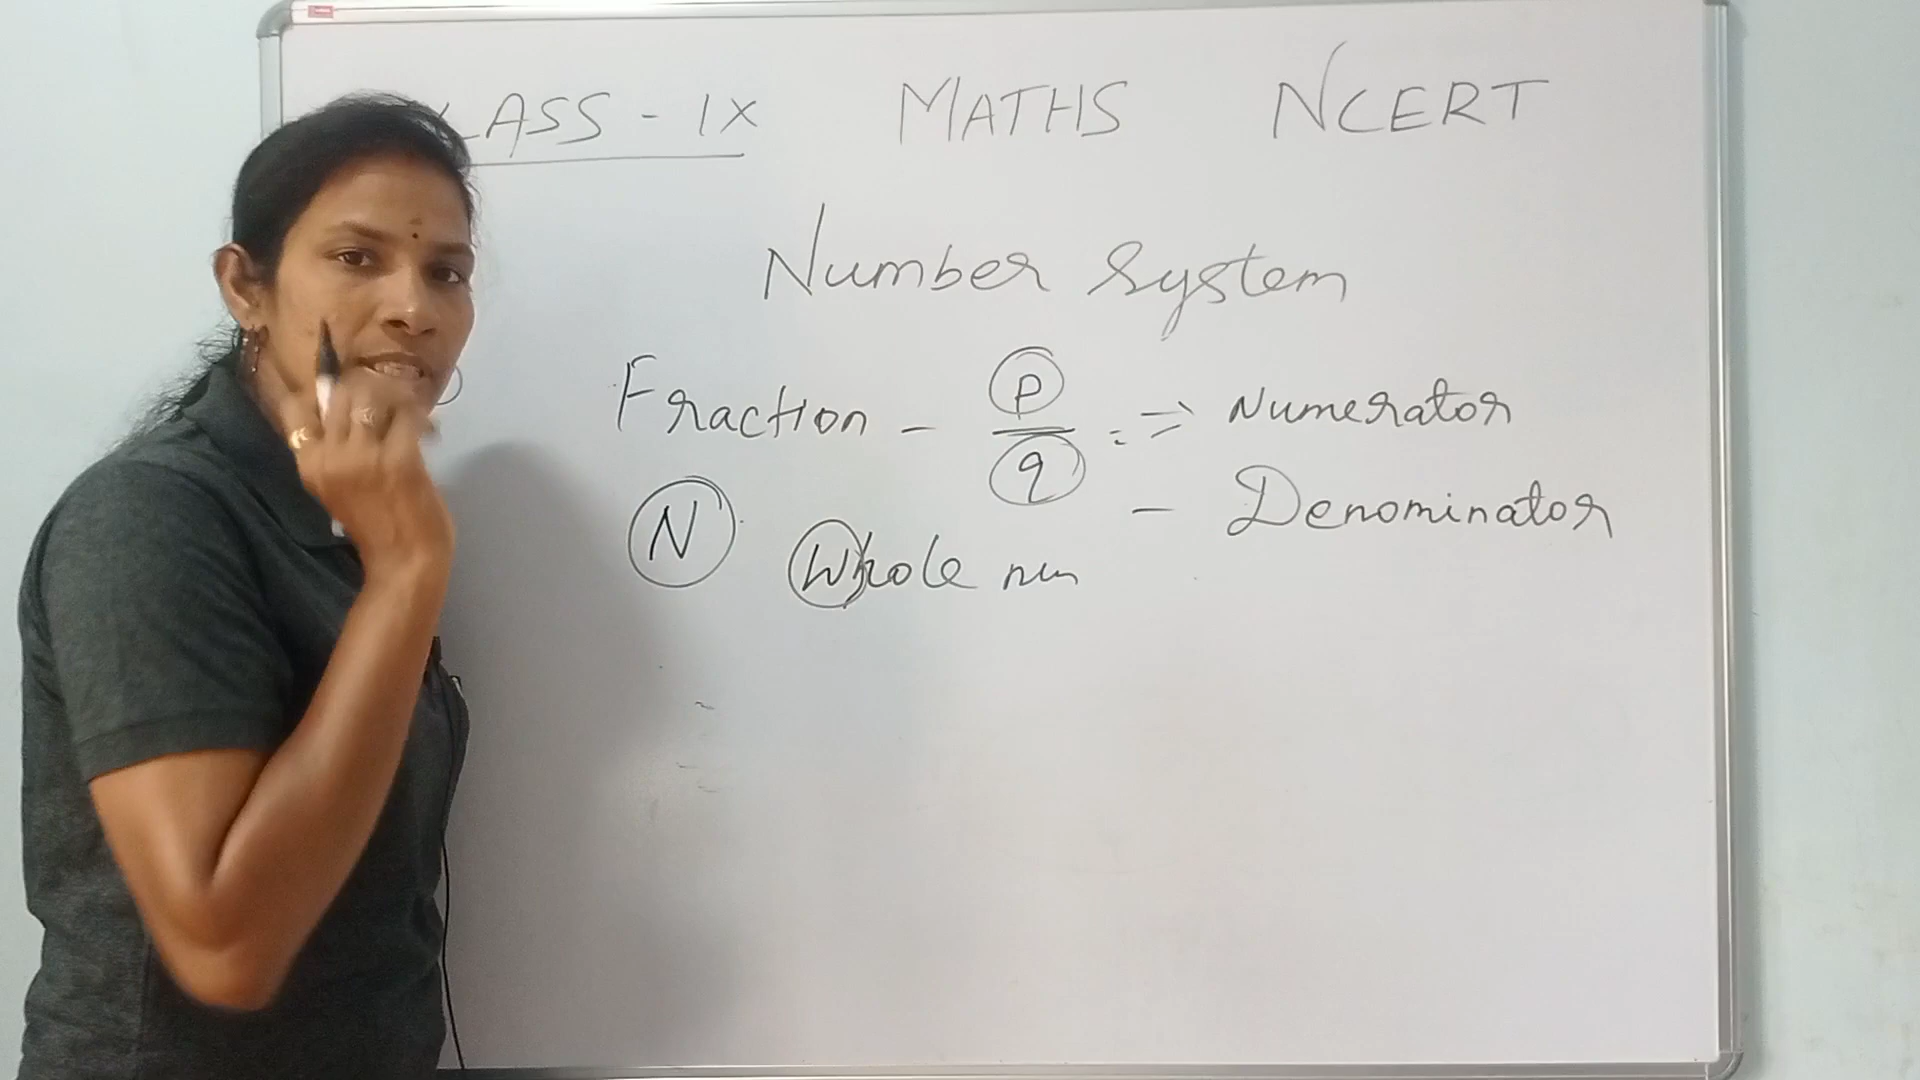 LASS - IX MATHS NCERT
Number System
Fraction - p/q => Numerator
- Denominator
N Whole num